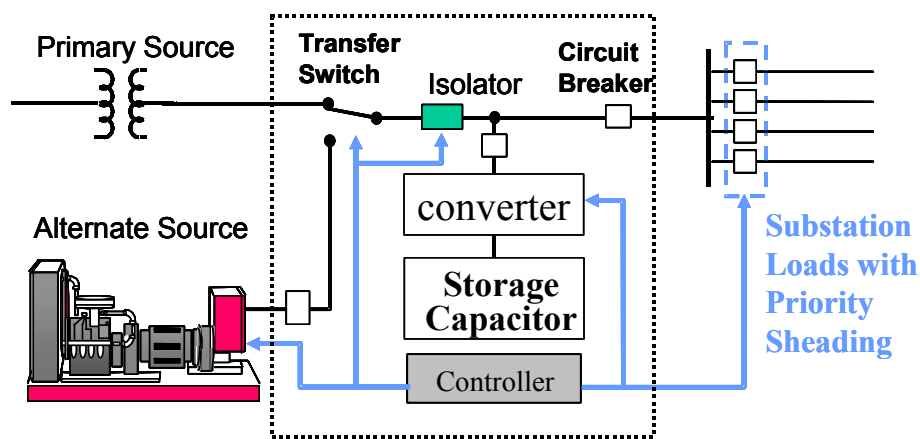 Primary Source
Transfer
Switch
Isolator
Circuit
Breaker
converter
Alternate Source
Storage
Capacitor
Controller
Substation
Loads with
Priority
Sheading